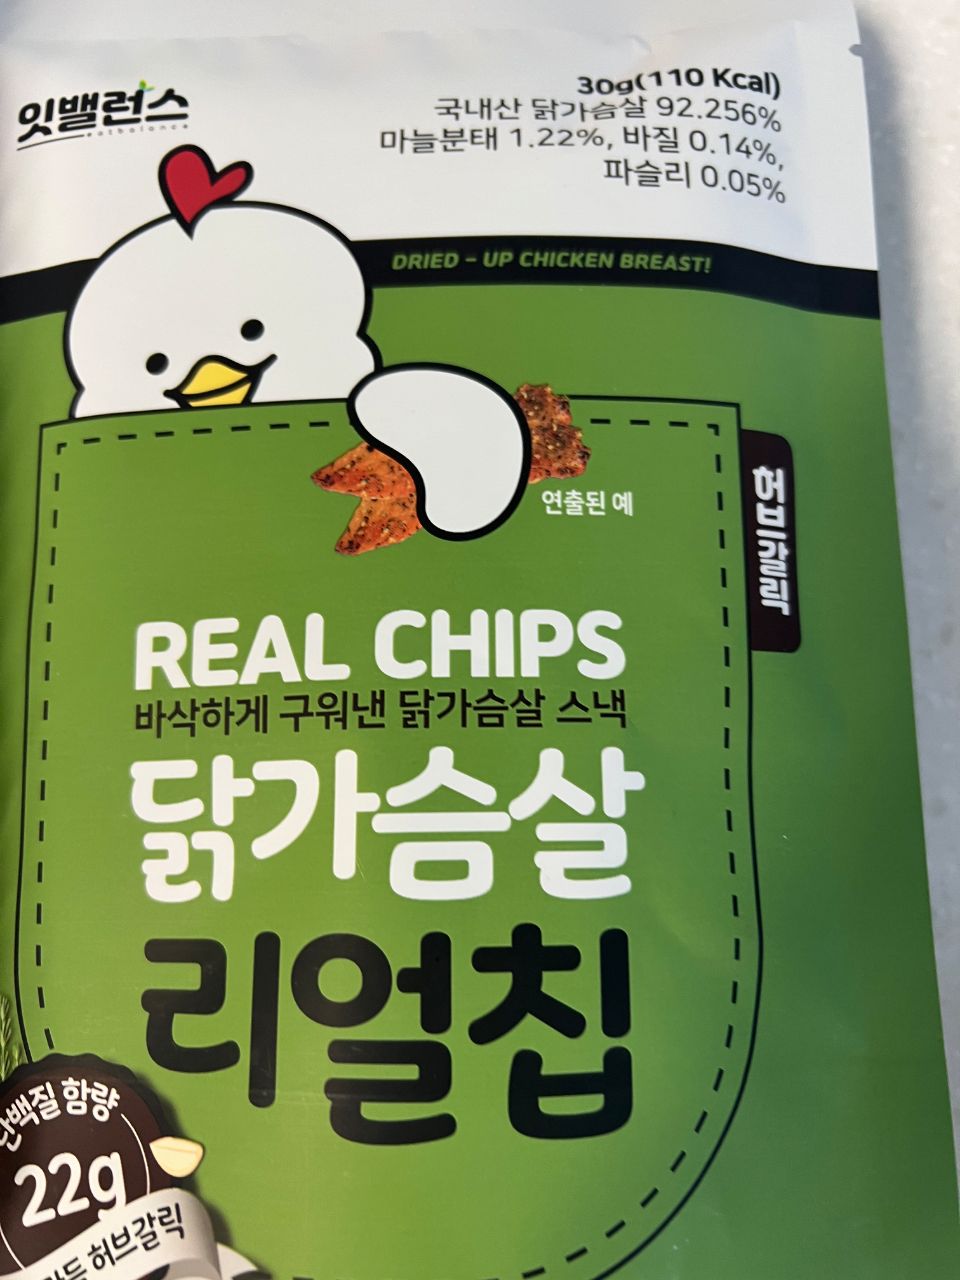 잇밸런스
eatbalance
30g(110 Kcal)
국내산 닭가슴살 92.256%
마늘분태 1.22%, 바질 0.14%,
파슬리 0.05%
DRIED - UP CHICKEN BREAST!
연출된 예
허브갈릭
REAL CHIPS
바삭하게 구워낸 닭가슴살 스낵
닭가슴살
리얼칩
단백질 함량
22g
허브갈릭